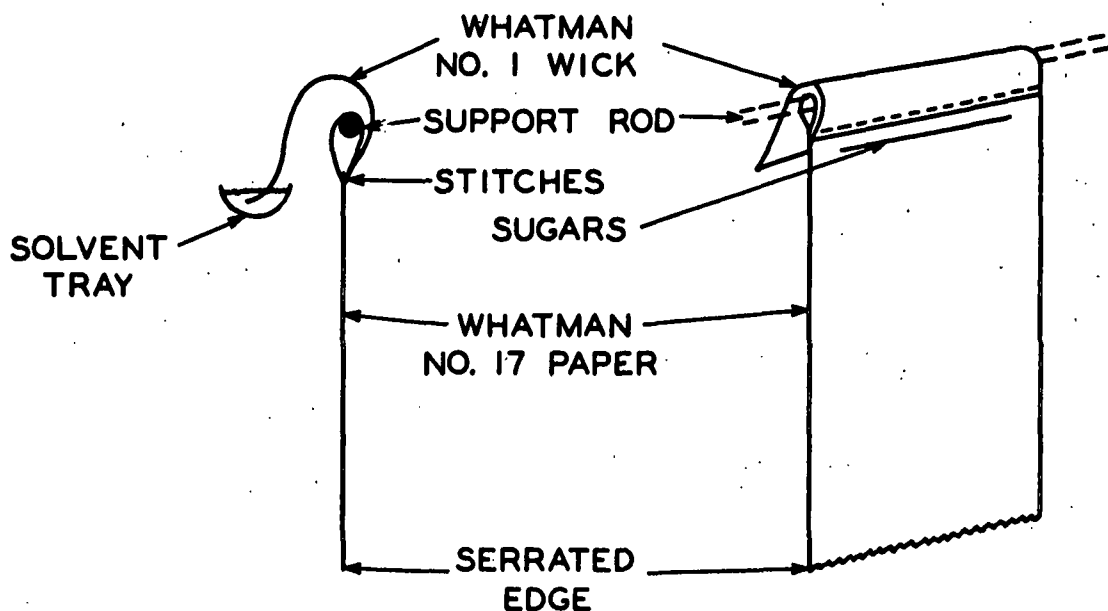 WHATMAN
NO. 1 WICK
SUPPORT ROD
STITCHES
SUGARS
SOLVENT
TRAY
WHATMAN
NO. 17 PAPER
SERRATED
EDGE